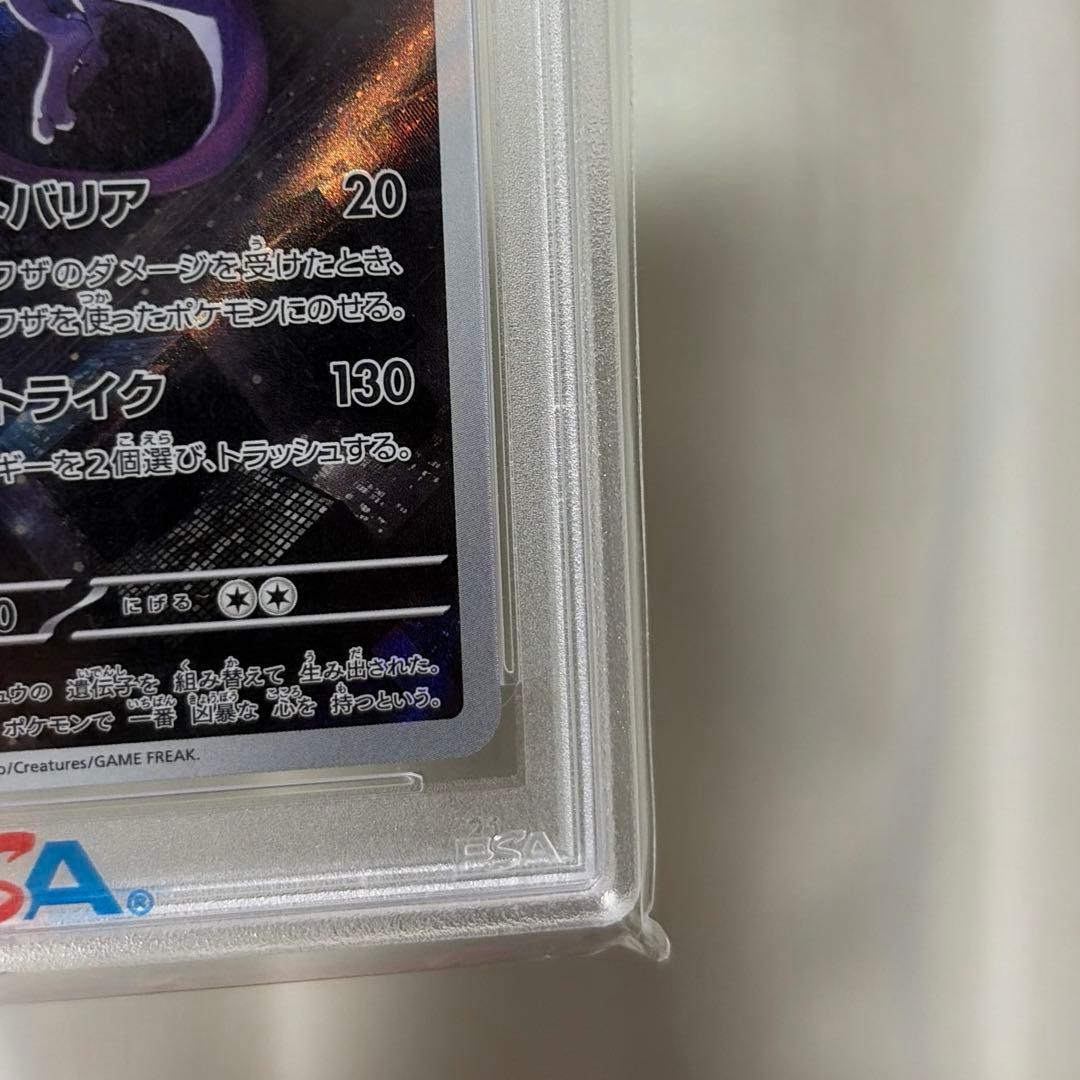 バリア 20
ワザのダメージを受けたとき、
ワザを使ったポケモンにのせる。
トライク 130
ギーを2個選び、トラッシュする。
にげる
ュウの 遺伝子を 組み替えて 生み出された。
ポケモンで 一番 凶暴な 心を 持つという。
o/Creatures/GAME FREAK.
PSA
SA®